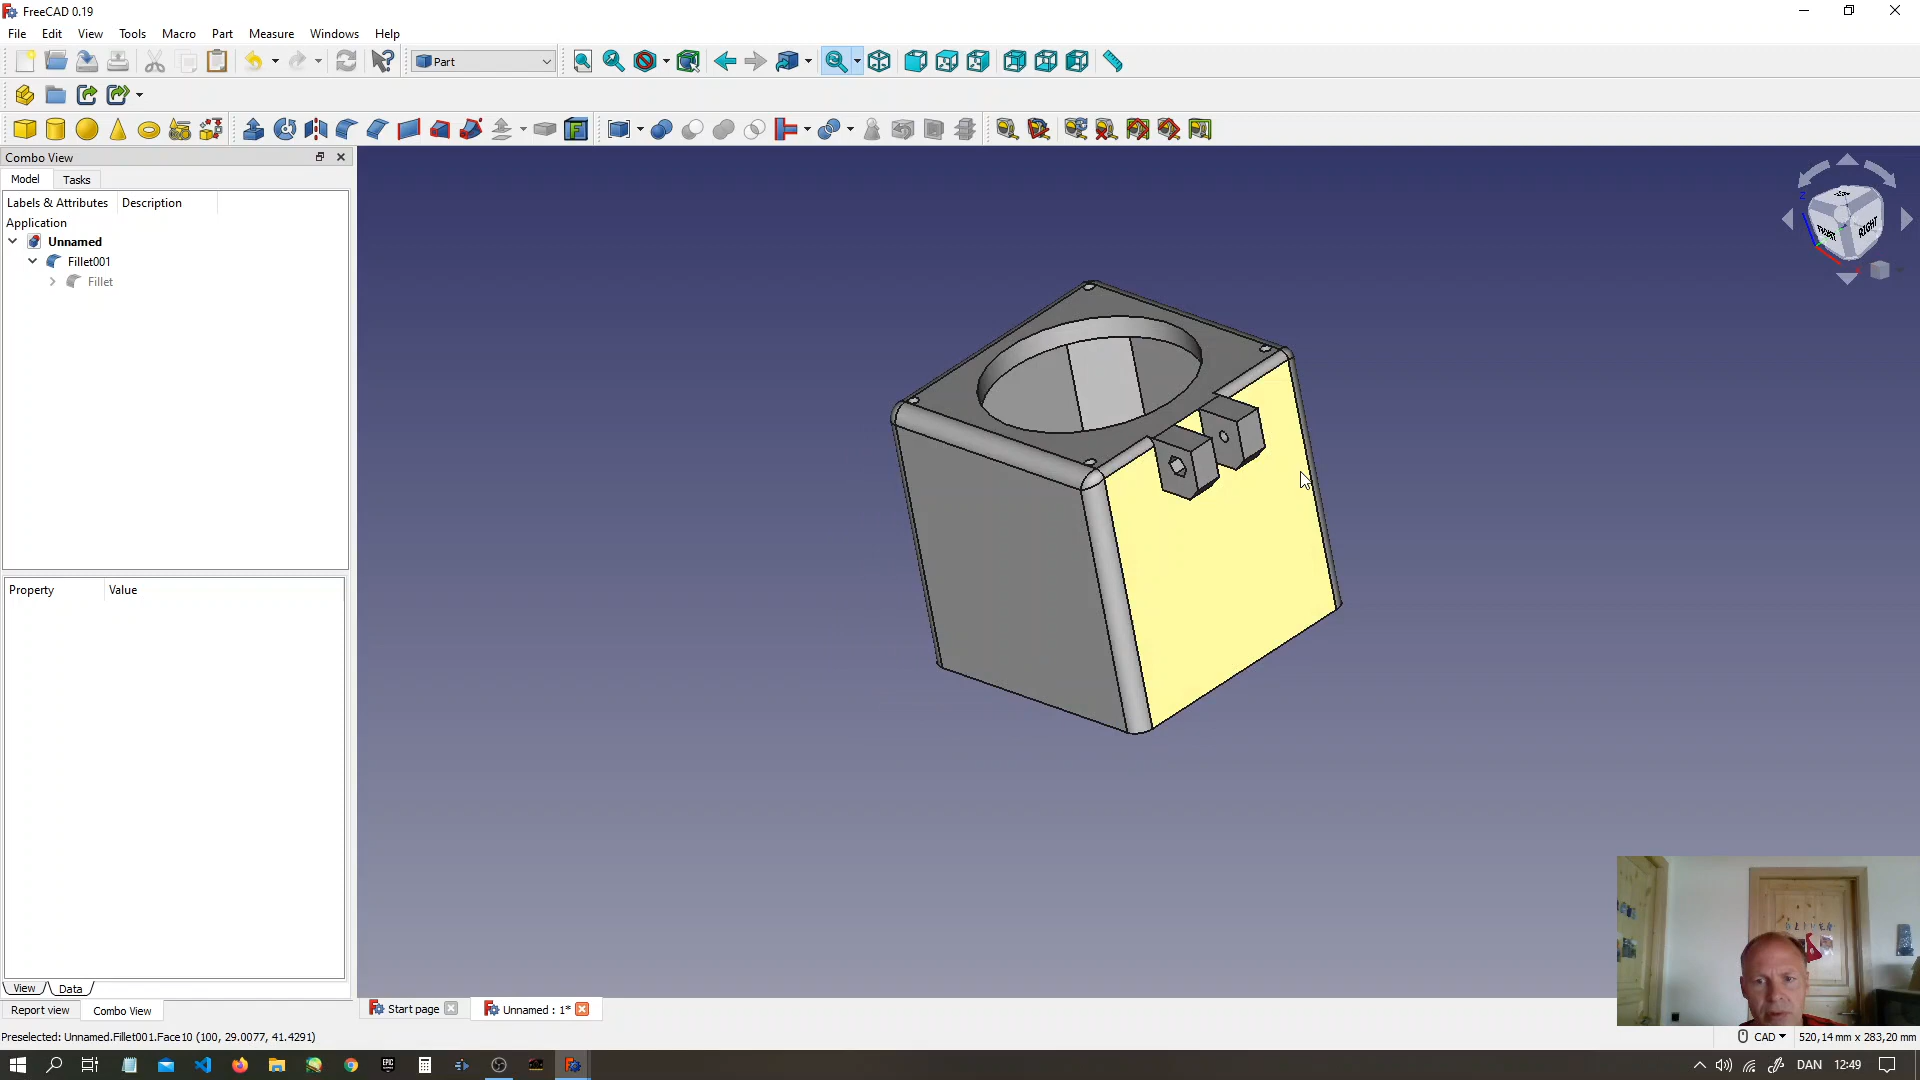 FreeCAD 0.19
File Edit View Tools Macro Part Measure Windows Help
Part
Combo View
Model Tasks
Labels & Attributes Description
Application
Unnamed
Fillet001
Fillet
Property Value
View Data
Report view Combo View
Start page
Unnamed : 1*
Preselected: Unnamed.Fillet001.Face10 (100, 29.0077, 41.4291)
CAD
520,14 mm x 283,20 mm
RIGHT
Z
EPIC
DAN 12:49